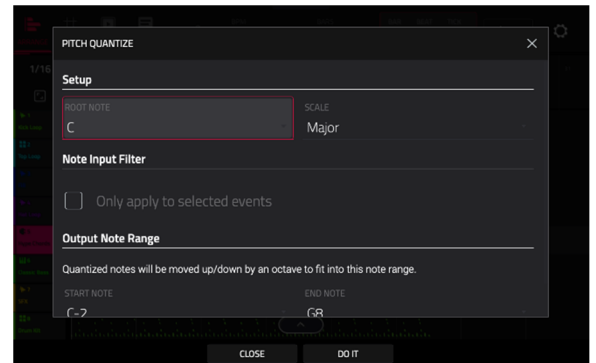 PITCH QUANTIZE
1/16
Setup
ROOT NOTE
SCALE
C
Major
Note Input Filter
Only apply to selected events
Output Note Range
Quantized notes will be moved up/down by an octave to fit into this note range.
START NOTE
END NOTE
C-2
G8
CLOSE
DO IT